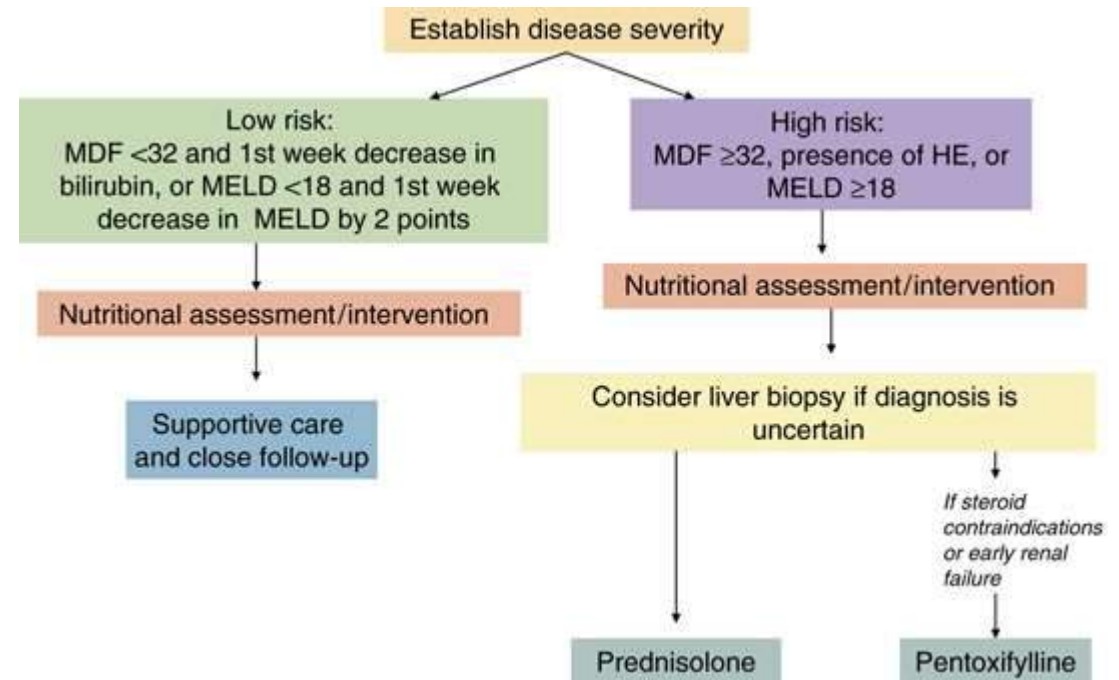 Establish disease severity
Low risk:
MDF <32 and 1st week decrease in
bilirubin, or MELD <18 and 1st week
decrease in MELD by 2 points
High risk:
MDF ≥32, presence of HE, or
MELD ≥18
Nutritional assessment/intervention
Nutritional assessment/intervention
Supportive care
and close follow-up
Consider liver biopsy if diagnosis is
uncertain
If steroid
contraindications
or early renal
failure
Prednisolone
Pentoxifylline